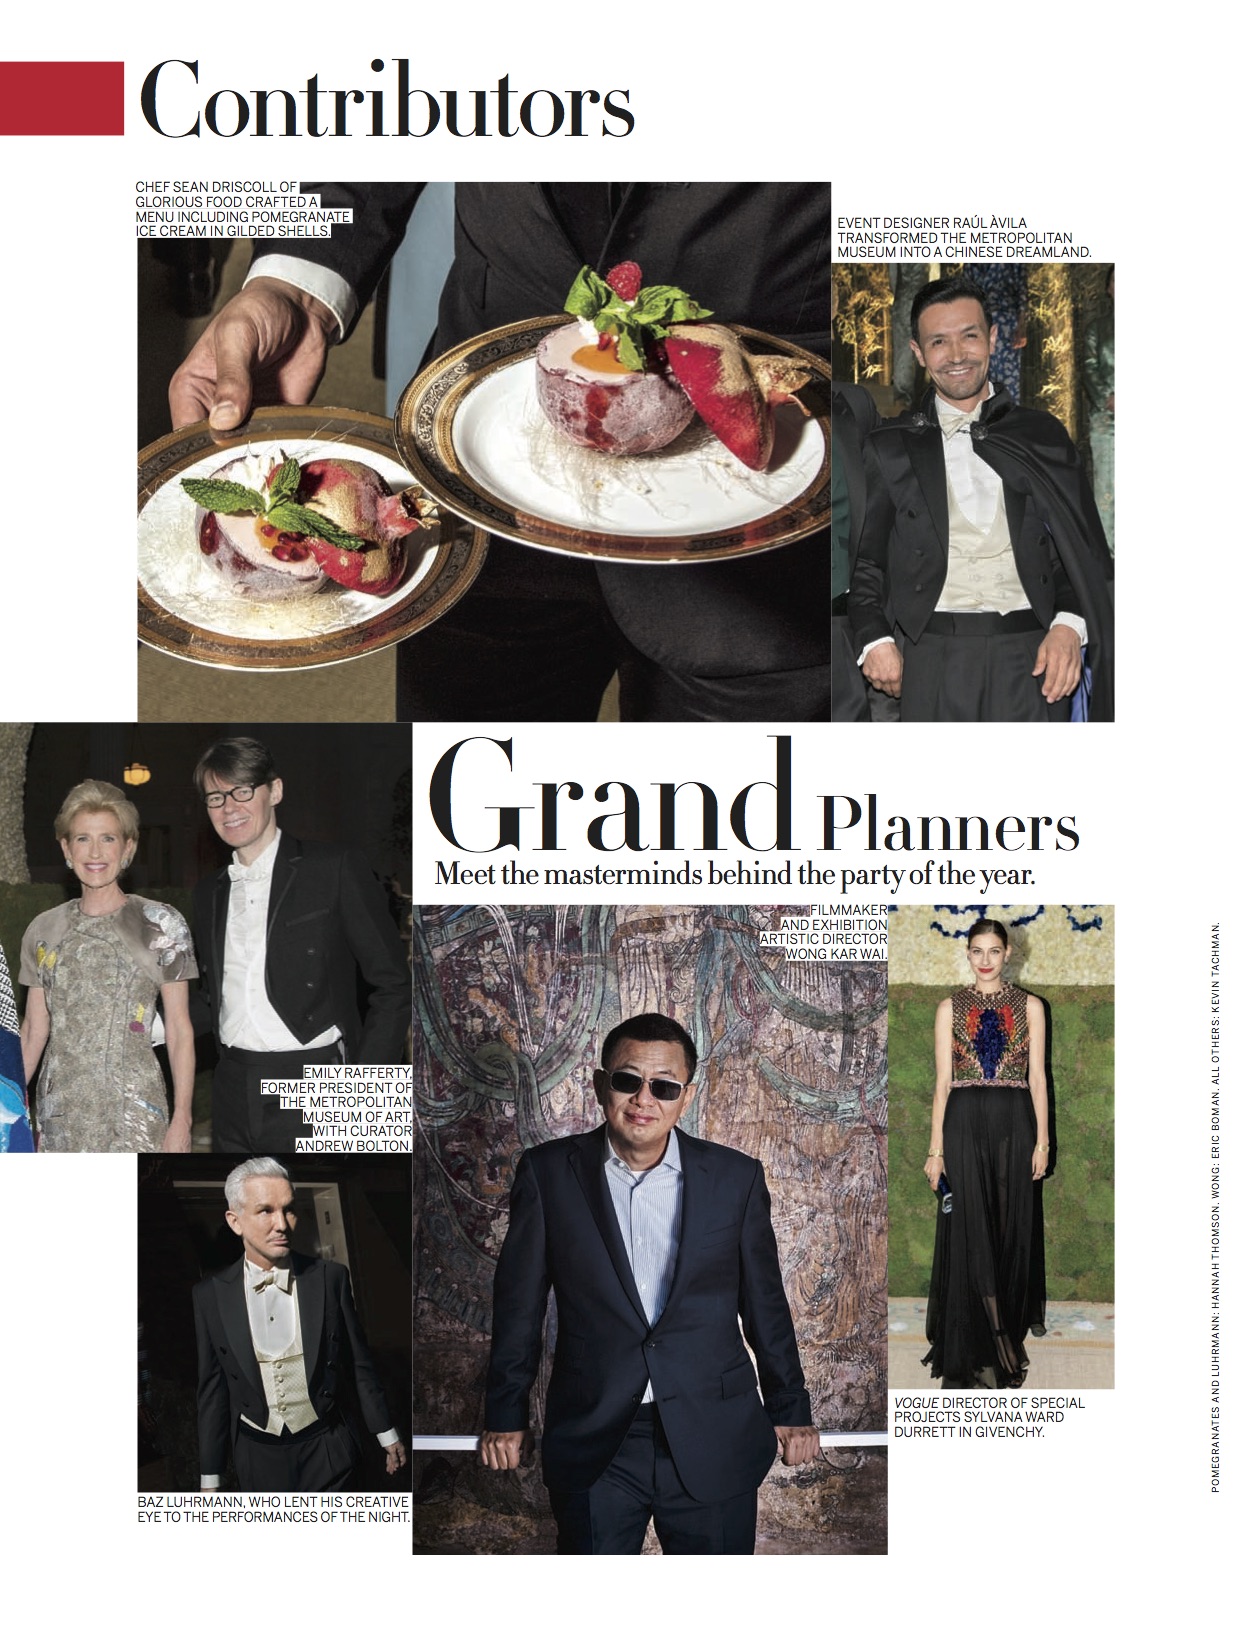 Contributors
CHEF SEAN DRISCOLL OF
GLORIOUS FOOD CRAFTED A
MENU INCLUDING POMEGRANATE
ICE CREAM IN GILDED SHELLS.
EVENT DESIGNER RAÚL ÀVILA
TRANSFORMED THE METROPOLITAN
MUSEUM INTO A CHINESE DREAMLAND.
Grand Planners
Meet the masterminds behind the party of the year.
EMILY RAFFERTY,
FORMER PRESIDENT OF
THE METROPOLITAN
MUSEUM OF ART,
WITH CURATOR
ANDREW BOLTON.
FILMMAKER
AND EXHIBITION
ARTISTIC DIRECTOR
WONG KAR WAI.
VOGUE DIRECTOR OF SPECIAL
PROJECTS SYLVANA WARD
DURRETT IN GIVENCHY.
BAZ LUHRMANN, WHO LENT HIS CREATIVE
EYE TO THE PERFORMANCES OF THE NIGHT.
POMEGRANATES AND LUHRMANN: HANNAH THOMSON. WONG: ERIC BOMAN. ALL OTHERS: KEVIN TACHMAN.